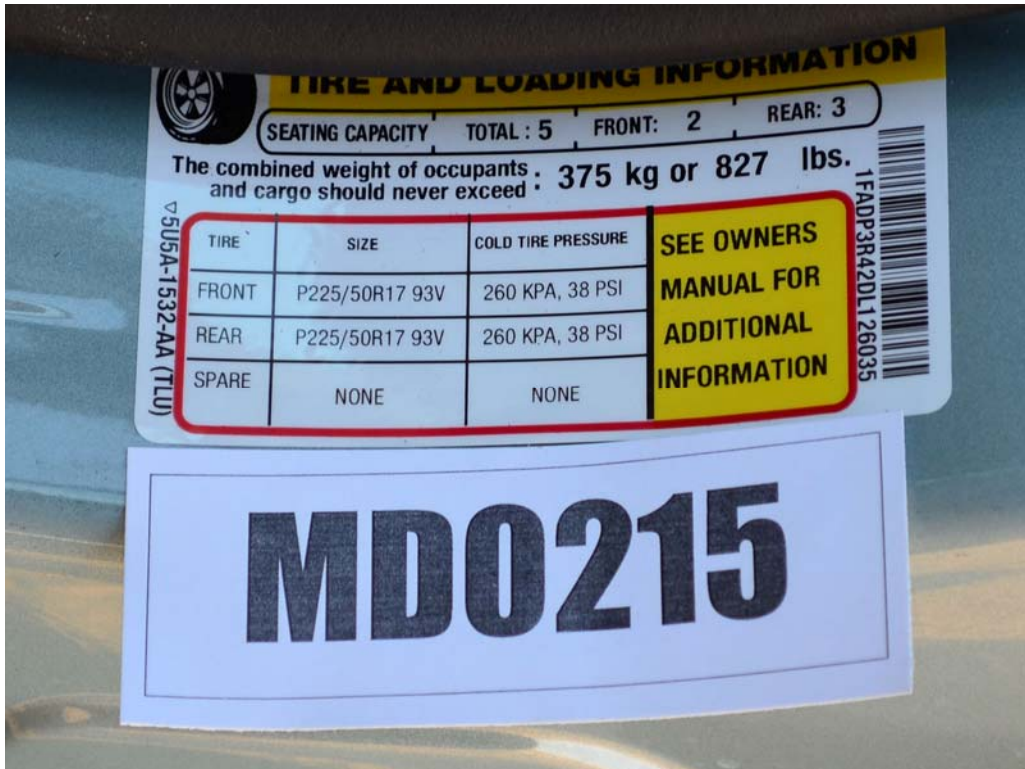 TIRE AND LOADING INFORMATION
SEATING CAPACITY TOTAL : 5 FRONT: 2 REAR: 3
The combined weight of occupants
and cargo should never exceed : 375 kg or 827 lbs.
TIRE SIZE COLD TIRE PRESSURE SEE OWNERS
FRONT P225/50R17 93V 260 KPA, 38 PSI MANUAL FOR
REAR P225/50R17 93V 260 KPA, 38 PSI ADDITIONAL
SPARE NONE NONE INFORMATION
▽5U5A-1532-AA (TLU)
1FADP3R42DL126035
MD0215